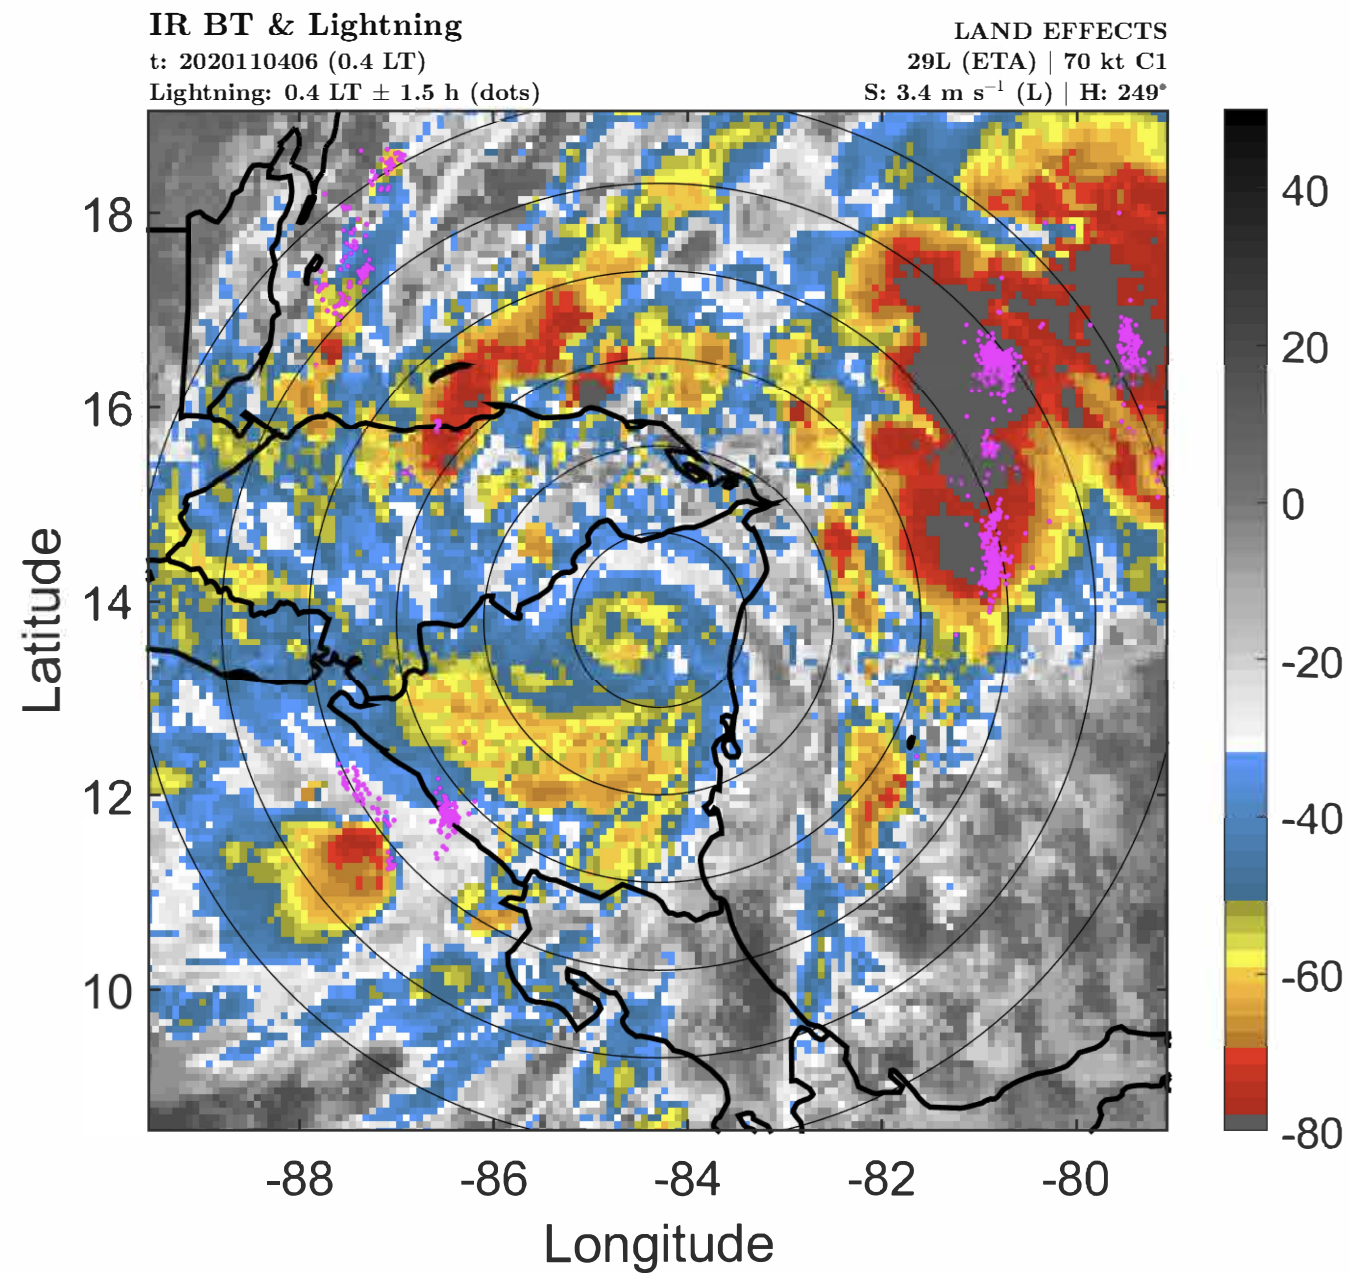 IR BT & Lightning
t: 2020110406 (0.4 LT)
Lightning: 0.4 LT ± 1.5 h (dots)
LAND EFFECTS
29L (ETA) | 70 kt C1
S: 3.4 m s⁻¹ (L) | H: 249°
18
16
14
12
10
Latitude
-88
-86
-84
-82
-80
Longitude
40
20
0
-20
-40
-60
-80